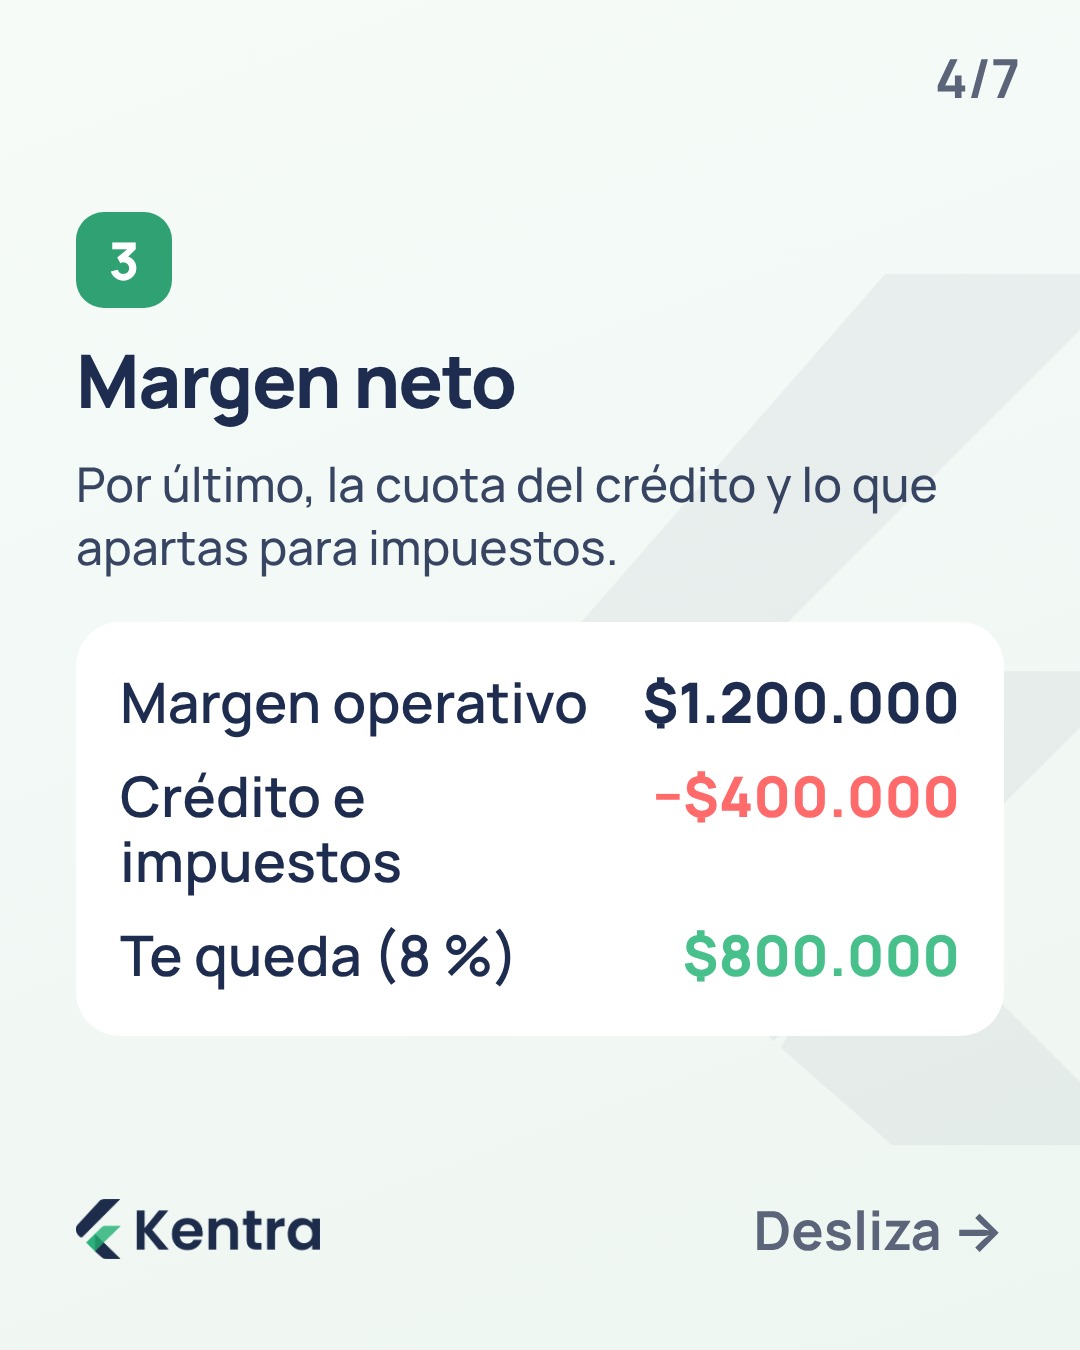 4/7
3
Margen neto
Por último, la cuota del crédito y lo que
apartas para impuestos.
Margen operativo $1.200.000
Crédito e −$400.000
impuestos
Te queda (8 %) $800.000
Kentra
Desliza →